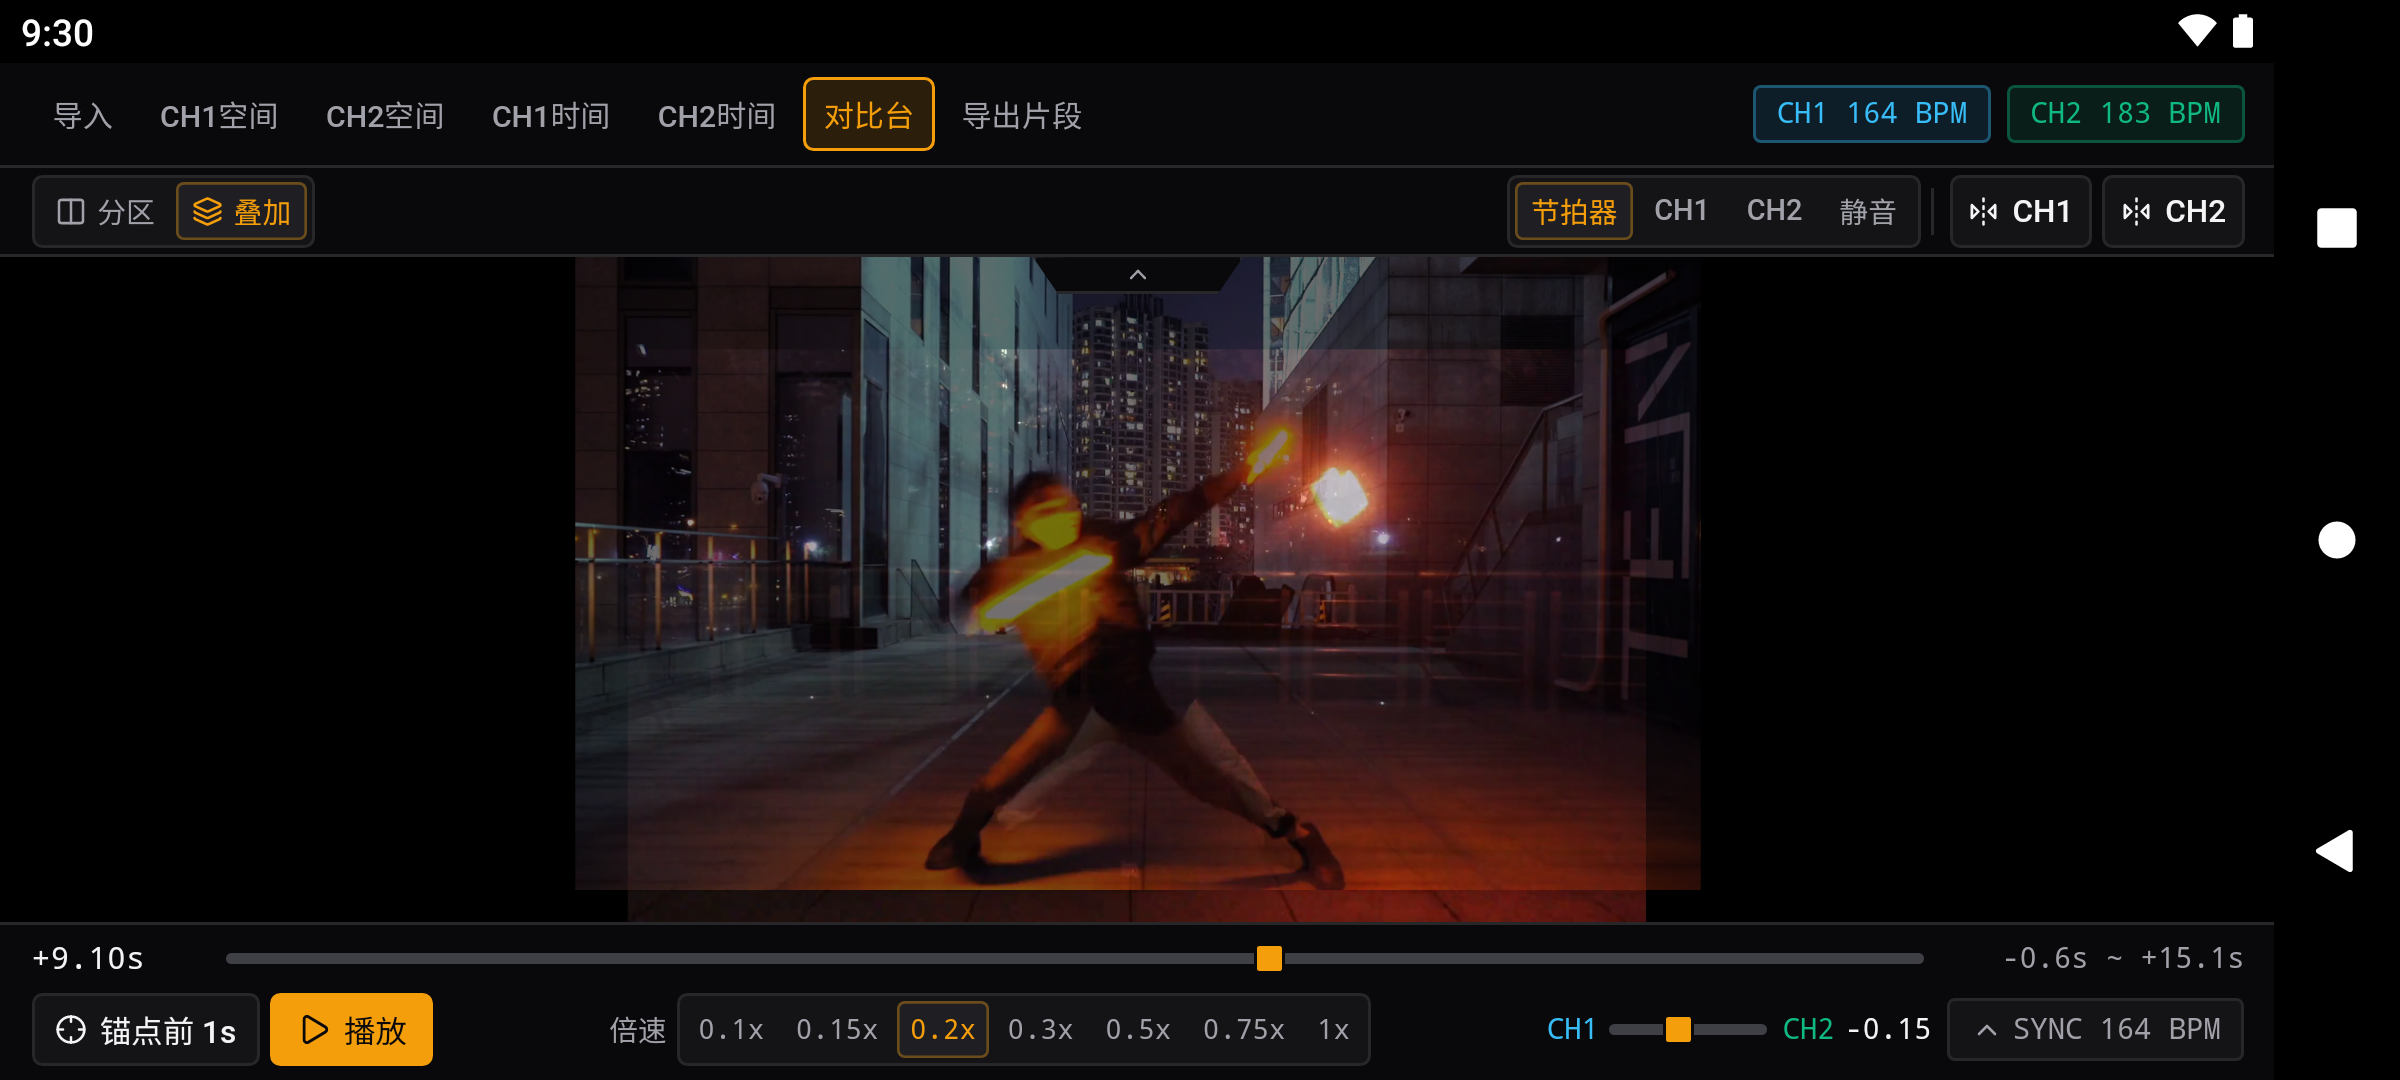 9:30
导入 CH1空间 CH2空间 CH1时间 CH2时间 对比台 导出片段 CH1 164 BPM CH2 183 BPM
分区 叠加 节拍器 CH1 CH2 静音 CH1 CH2
+9.10s -0.6s ~ +15.1s
锚点前 1s 播放 倍速 0.1x 0.15x 0.2x 0.3x 0.5x 0.75x 1x CH1 CH2 -0.15 SYNC 164 BPM